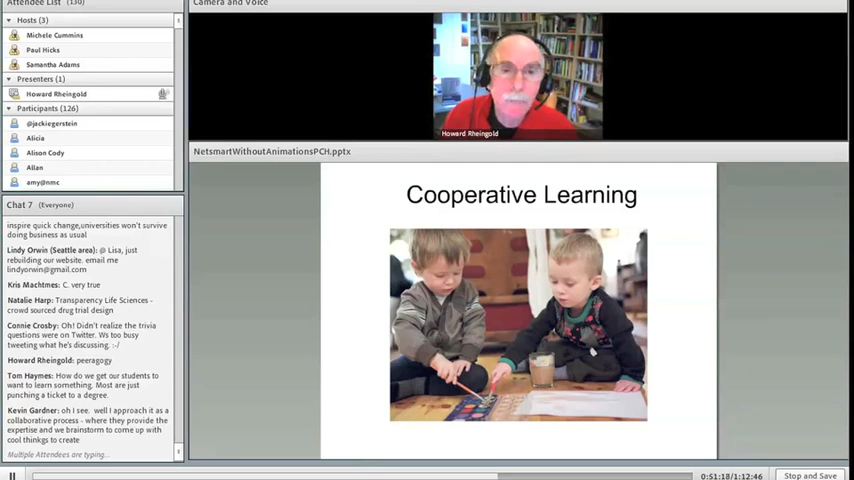 Attendee List (130)
Hosts (3)
Michele Cummins
Paul Hicks
Samantha Adams
Presenters (1)
Howard Rheingold
Participants (126)
@jackiegerstein
Alicia
Alison Cody
Allan
amy@nmc
Chat 7 (Everyone)
inspire quick change,universities won't survive
doing business as usual
Lindy Orwin (Seattle area): @ Lisa, just
rebuilding our website. email me
lindyorwin@gmail.com
Kris Machtmes: C. very true
Natalie Harp: Transparency Life Sciences -
crowd sourced drug trial design
Connie Crosby: Oh! Didn't realize the trivia
questions were on Twitter. Ws too busy
tweeting what he's discussing. :-/
Howard Rheingold: peeragogy
Tom Haymes: How do we get our students to
want to learn something. Most are just
punching a ticket to a degree.
Kevin Gardner: oh I see.  well I approach it as a
collaborative process - where they provide the
expertise and we brainstorm to come up with
cool thinkgs to create
Multiple Attendees are typing...
Camera and Voice
Howard Rheingold
NetsmartWithoutAnimationsPCH.pptx
Cooperative Learning
0:51:18/1:12:46
Stop and Save